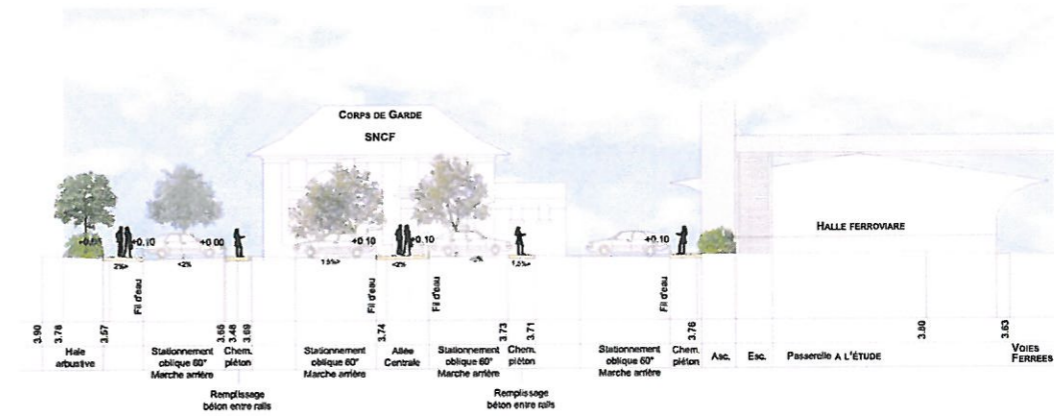 CORPS DE GARDE
SNCF
HALLE FERROVIARE
+0.10
+0.00
+0.10
+0.10
+0.10
2%>
<2%
1.5%>
<2%
1,5%>
Fil d'eau
Fil d'eau
Fil d'eau
Fil d'eau
3.90
3.78
3.57
3.65
3.48
3.69
3.74
3.73
3.71
3.76
3.80
3.63
Haie
arbustive
Stationnement
oblique 60°
Marche arrière
Chem.
piéton
Stationnement
oblique 60°
Marche arrière
Allée
Centrale
Stationnement
oblique 60°
Marche arrière
Chem.
piéton
Stationnement
oblique 60°
Marche arrière
Chem.
piéton
Asc.
Esc.
Passerelle A L'ÉTUDE
VOIES
FERREES
Remplissage
béton entre rails
Remplissage
béton entre rails